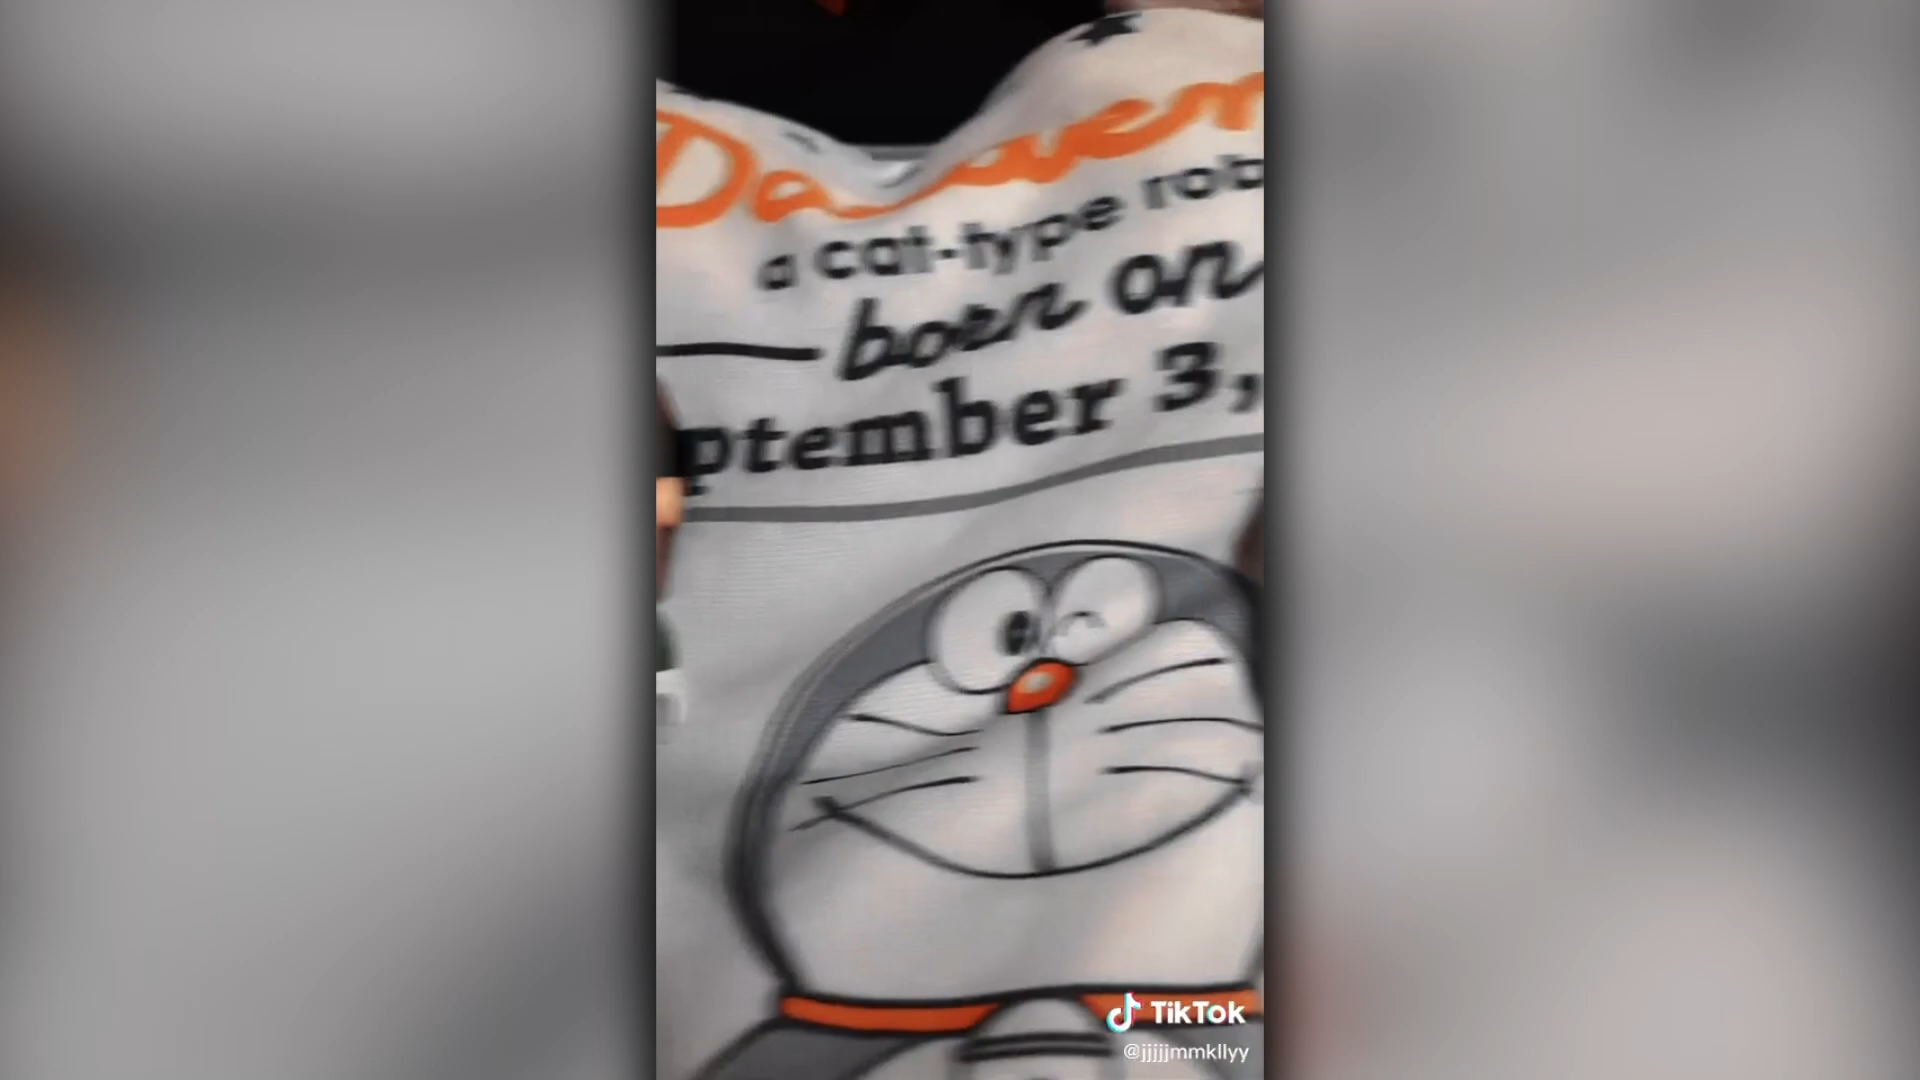 a cat-type rob
born on
ptember 3,
TikTok
@jjjjjmmkllyy